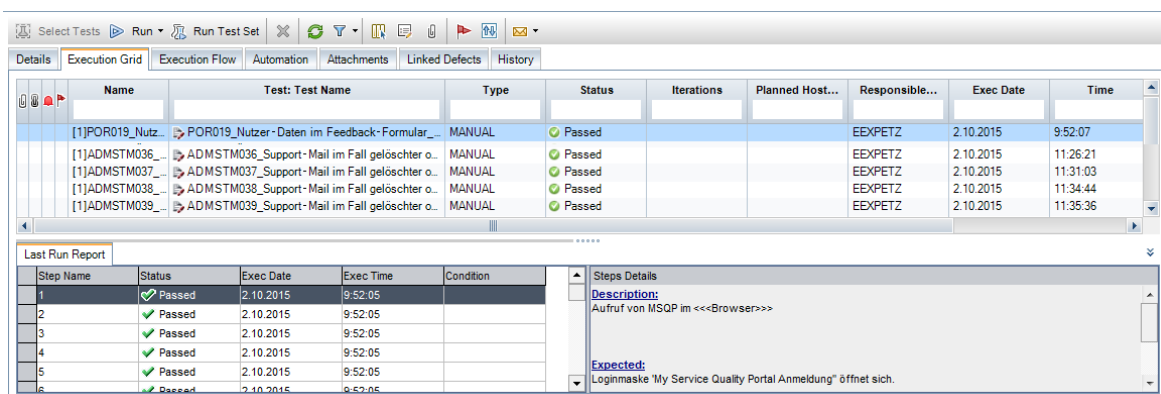 Select Tests Run Run Test Set
Details Execution Grid Execution Flow Automation Attachments Linked Defects History
Name Test: Test Name Type Status Iterations Planned Host... Responsible... Exec Date Time
[1]POR019_Nutz... POR019_Nutzer-Daten im Feedback-Formular_... MANUAL Passed EEXPETZ 2.10.2015 9:52:07
[1]ADMSTM036_... ADMSTM036_Support-Mail im Fall gelöschter o... MANUAL Passed EEXPETZ 2.10.2015 11:26:21
[1]ADMSTM037_... ADMSTM037_Support-Mail im Fall gelöschter o... MANUAL Passed EEXPETZ 2.10.2015 11:31:03
[1]ADMSTM038_... ADMSTM038_Support-Mail im Fall gelöschter o... MANUAL Passed EEXPETZ 2.10.2015 11:34:44
[1]ADMSTM039_... ADMSTM039_Support-Mail im Fall gelöschter o... MANUAL Passed EEXPETZ 2.10.2015 11:35:36
Last Run Report
Step Name Status Exec Date Exec Time Condition Steps Details
1 Passed 2.10.2015 9:52:05
Description:
Aufruf von MSQP im <<<Browser>>>
2 Passed 2.10.2015 9:52:05
3 Passed 2.10.2015 9:52:05
4 Passed 2.10.2015 9:52:05
5 Passed 2.10.2015 9:52:05
Expected:
Loginmaske 'My Service Quality Portal Anmeldung" öffnet sich.
6 Passed 2.10.2015 9:52:05